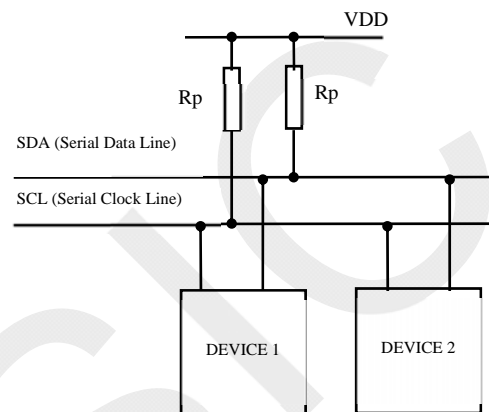 VDD
Rp
Rp
SDA (Serial Data Line)
SCL (Serial Clock Line)
DEVICE 1
DEVICE 2